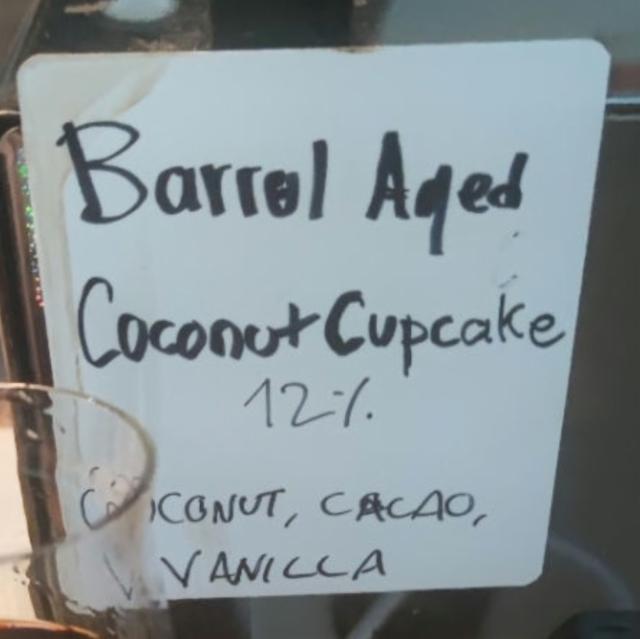 Barrel Aged
Coconut Cupcake
12%
COCONUT, CACAO,
VANILLA